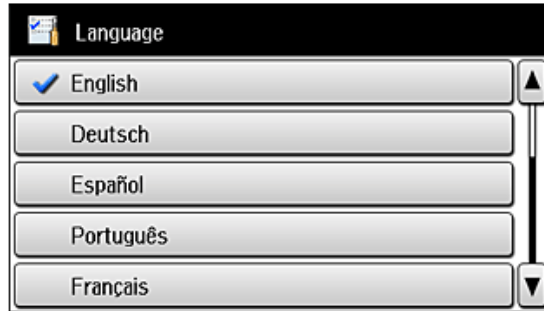 Language
English
Deutsch
Español
Português
Français